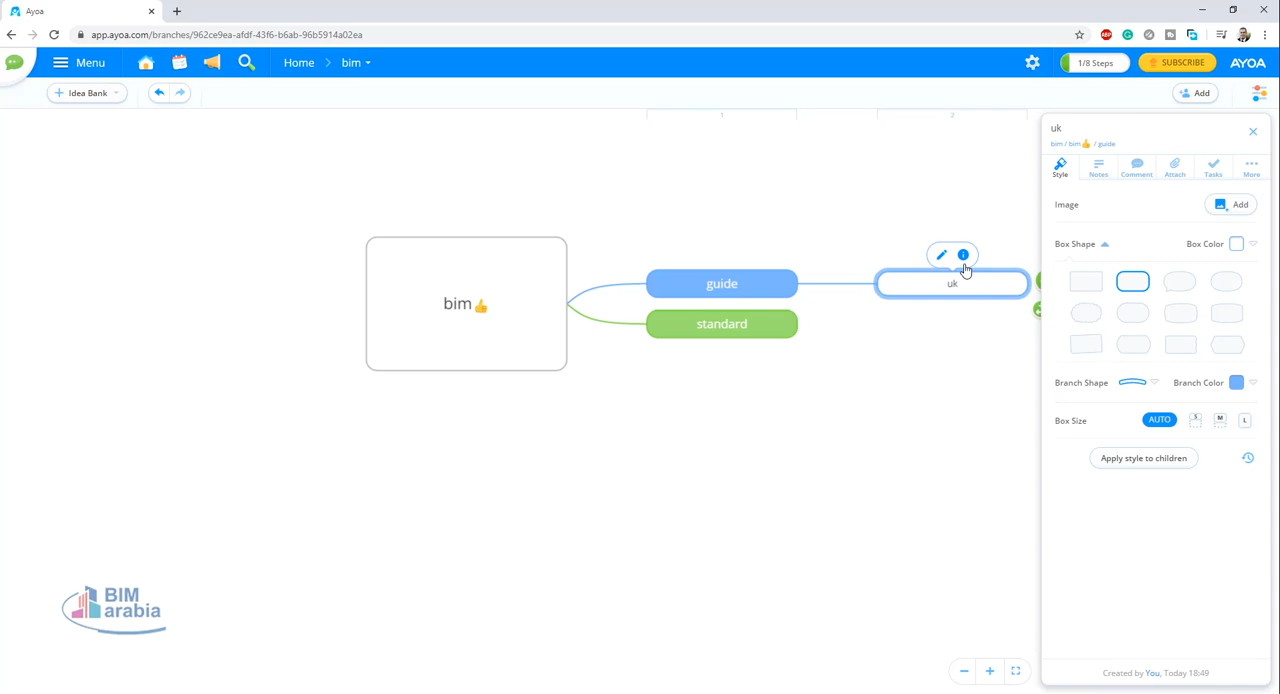 Ayoa
app.ayoa.com/branches/962ce9ea-afdf-43f6-b6ab-96b5914a02ea
ABP
Menu
Home > bim
1/8 Steps
SUBSCRIBE
AYOA
+ Idea Bank
Add
1
2
uk
bim / bim👍 / guide
Style
Notes
Comment
Attach
Tasks
More
Image
Add
Box Shape
Box Color
guide
uk
bim👍
standard
Branch Shape
Branch Color
Box Size
AUTO
S
M
L
Apply style to children
BIM
arabia
Created by You, Today 18:49